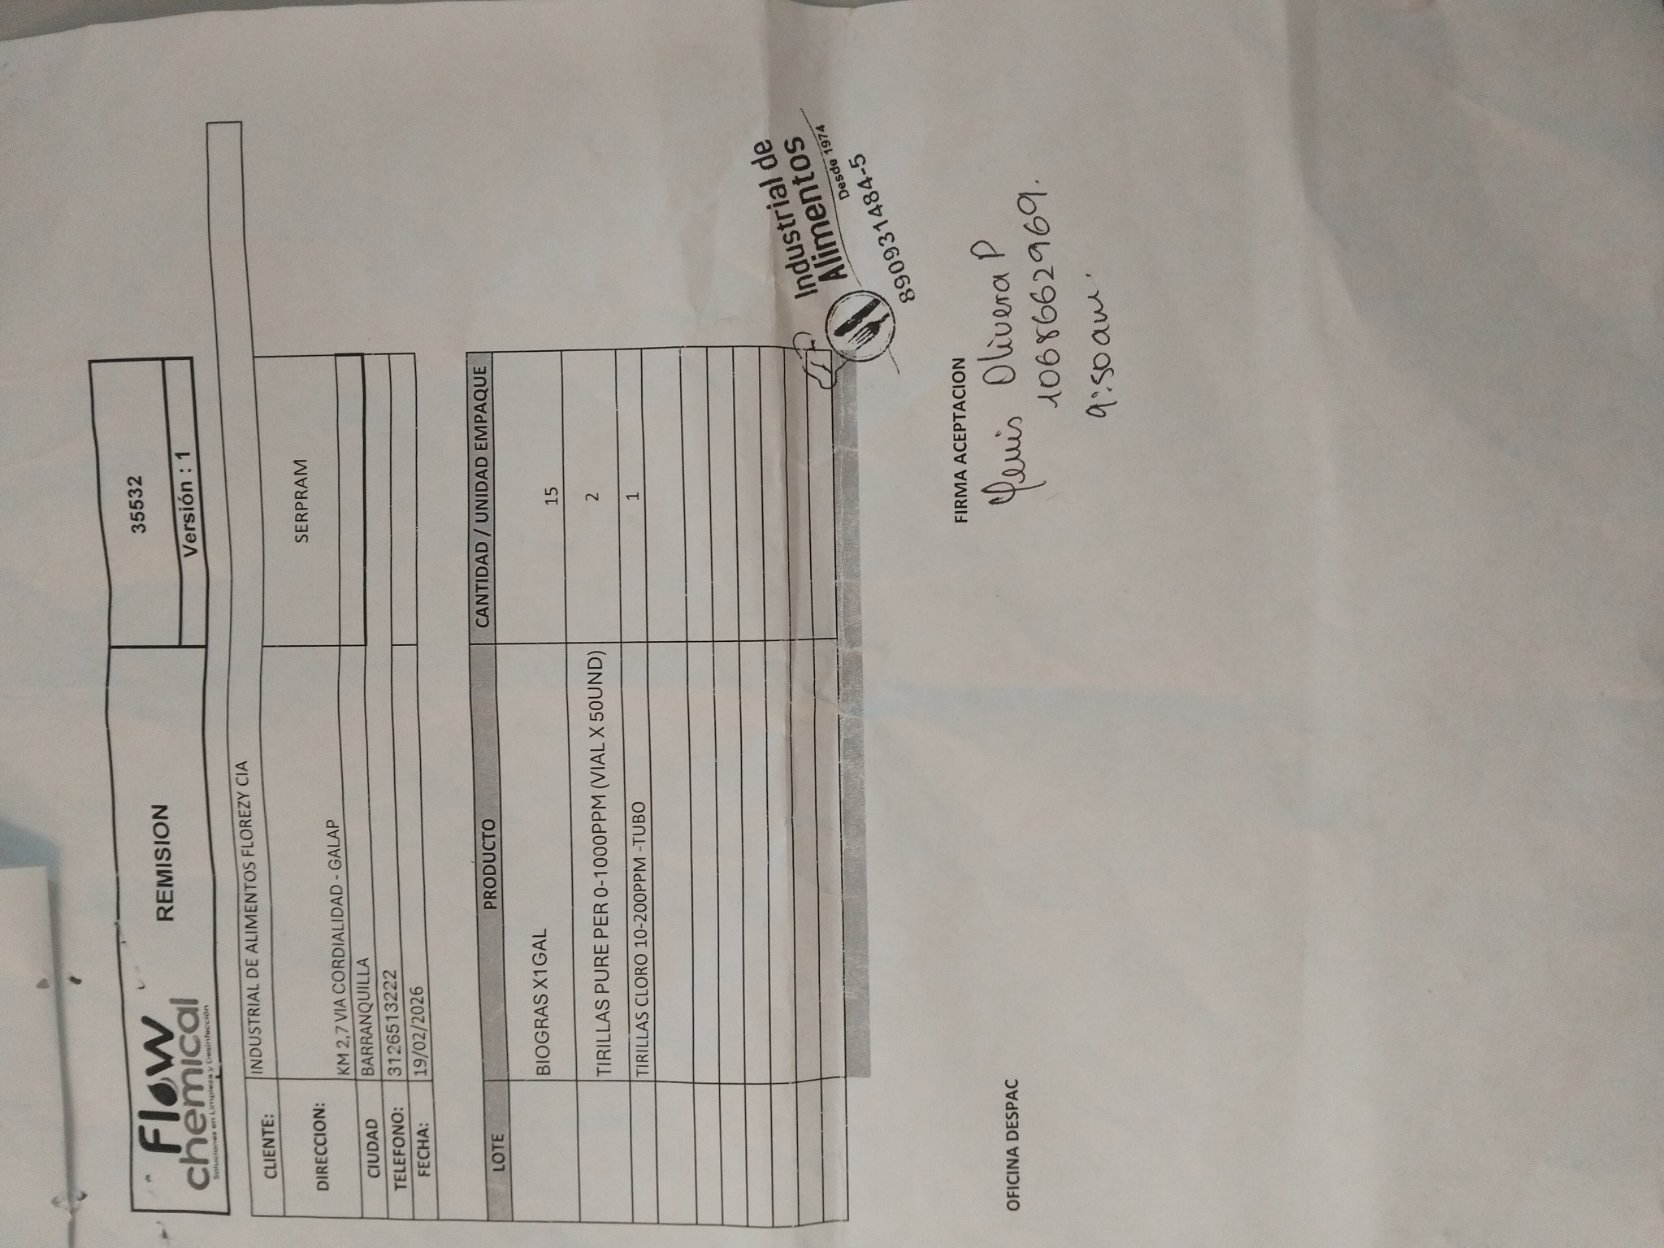 Flow
chemical
Soluciones en Limpieza y Desinfección
REMISION
35532
Versión : 1
CLIENTE: INDUSTRIAL DE ALIMENTOS FLOREZY CIA
DIRECCION: KM 2,7 VIA CORDIALIDAD - GALAP SERPRAM
CIUDAD BARRANQUILLA
TELEFONO: 3126513222
FECHA: 19/02/2026
LOTE PRODUCTO CANTIDAD / UNIDAD EMPAQUE
BIOGRAS X1GAL 15
TIRILLAS PURE PER 0-1000PPM (VIAL X 50UND) 2
TIRILLAS CLORO 10-200PPM -TUBO 1
Industrial de
Alimentos
Desde 1974
890931484-5
OFICINA DESPAC
FIRMA ACEPTACION
Olivera P
1068662969.
9:50am.